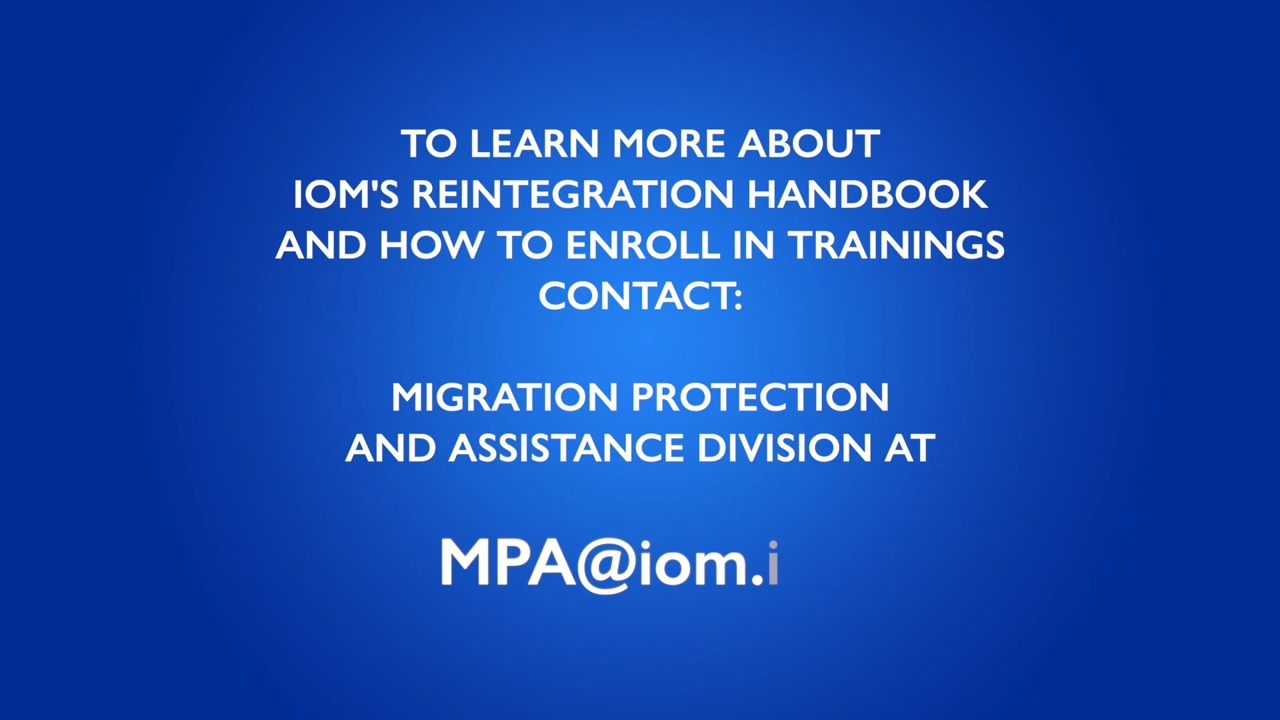 TO LEARN MORE ABOUT
IOM'S REINTEGRATION HANDBOOK
AND HOW TO ENROLL IN TRAININGS
CONTACT:
MIGRATION PROTECTION
AND ASSISTANCE DIVISION AT
MPA@iom.i